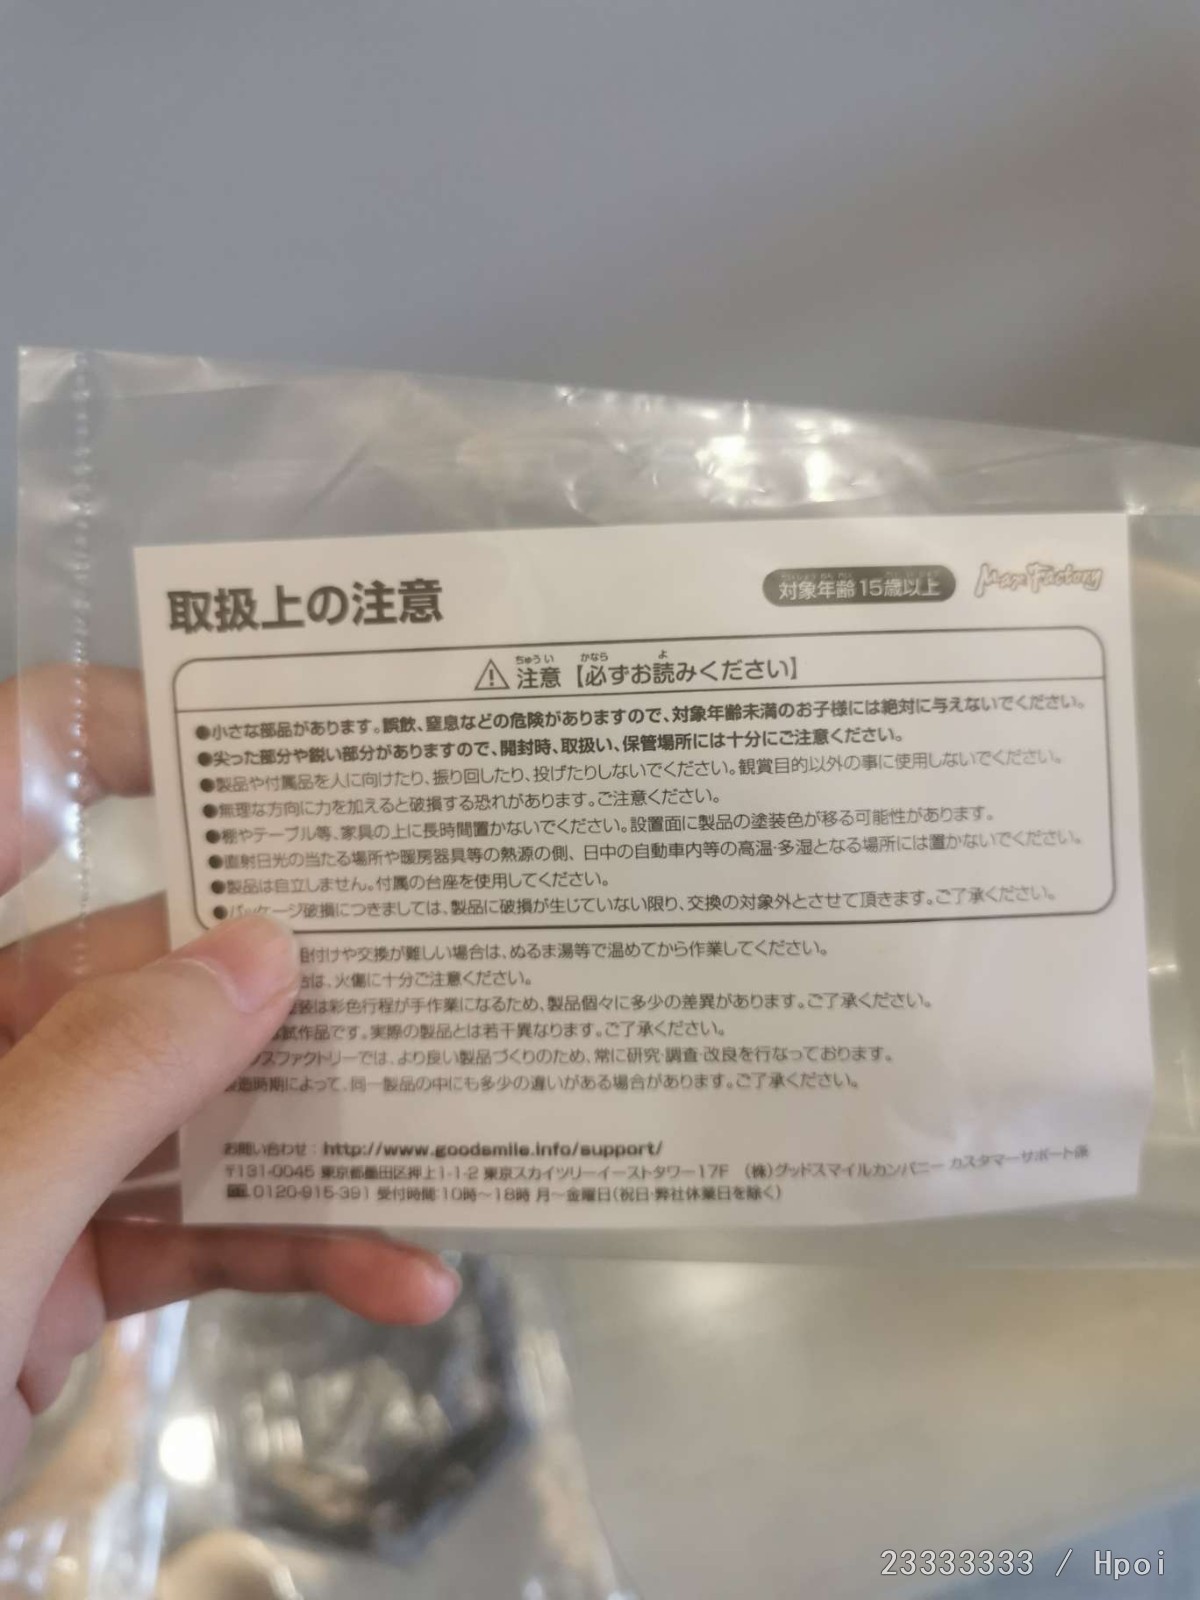 取扱上の注意
対象年齢15歳以上
Max Factory
ちゅうい かなら よ
注意【必ずお読みください】
●小さな部品があります。誤飲、窒息などの危険がありますので、対象年齢未満のお子様には絶対に与えないでください。
●尖った部分や鋭い部分がありますので、開封時、取扱い、保管場所には十分にご注意ください。
●製品や付属品を人に向けたり、振り回したり、投げたりしないでください。観賞目的以外の事に使用しないでください。
●無理な方向に力を加えると破損する恐れがあります。ご注意ください。
●棚やテーブル等、家具の上に長時間置かないでください。設置面に製品の塗装色が移る可能性があります。
●直射日光の当たる場所や暖房器具等の熱源の側、日中の自動車内等の高温·多湿となる場所には置かないでください。
●製品は自立しません。付属の台座を使用してください。
●パッケージ破損につきましては、製品に破損が生じていない限り、交換の対象外とさせて頂きます。ご了承ください。
付けや交換が難しい場合は、ぬるま湯等で温めてから作業してください。
は、火傷に十分ご注意ください。
装は彩色行程が手作業になるため、製品個々に多少の差異があります。ご了承ください。
試作品です。実際の製品とは若干異なります。ご了承ください。
スファクトリーでは、より良い製品づくりのため、常に研究·調査·改良を行なっております。
造時期によって、同一製品の中にも多少の違いがある場合があります。ご了承ください。
お問い合わせ：http://www.goodsmile.info/support/
〒131-0045 東京都墨田区押上1-1-2 東京スカイツリーイーストタワー17F （株）グッドスマイルカンパニー カスタマーサポート係
0120-915-391 受付時間:10時～18時 月～金曜日（祝日·弊社休業日を除く）
23333333 / Hpoi